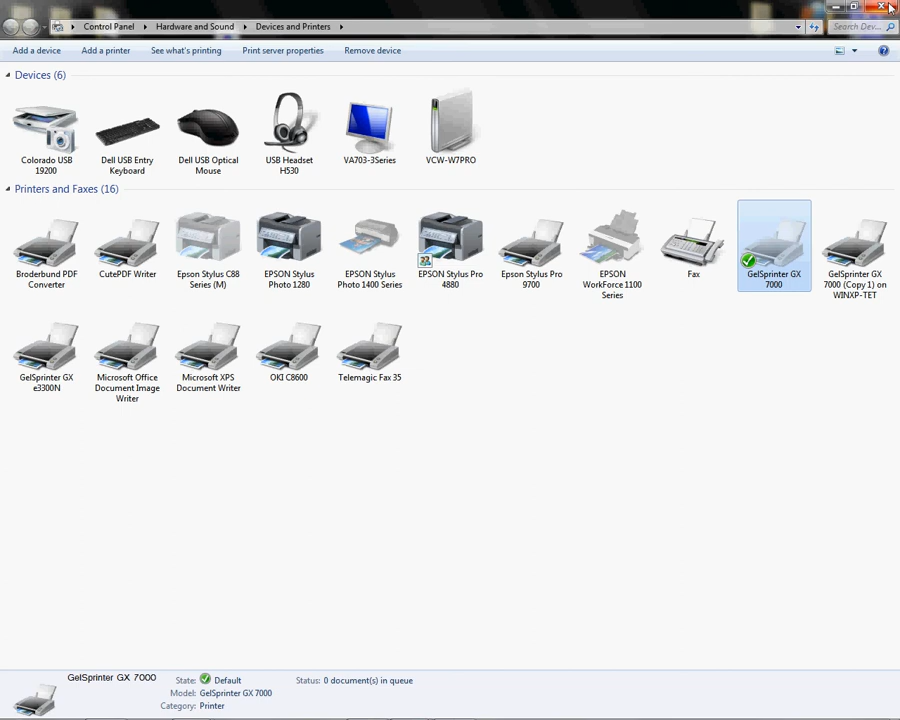 Control Panel Hardware and Sound Devices and Printers Search Dev...
Add a device Add a printer See what's printing Print server properties Remove device
Devices (6)
Colorado USB 19200
Dell USB Entry Keyboard
Dell USB Optical Mouse
USB Headset H530
VA703-3Series
VCW-W7PRO
Printers and Faxes (16)
Broderbund PDF Converter
CutePDF Writer
Epson Stylus C88 Series (M)
EPSON Stylus Photo 1280
EPSON Stylus Photo 1400 Series
EPSON Stylus Pro 4880
Epson Stylus Pro 9700
EPSON WorkForce 1100 Series
Fax
GelSprinter GX 7000
GelSprinter GX 7000 (Copy 1) on WINXP-TET
GelSprinter GX e3300N
Microsoft Office Document Image Writer
Microsoft XPS Document Writer
OKI C8600
Telemagic Fax 35
GelSprinter GX 7000 State: Default Status: 0 document(s) in queue
Model: GelSprinter GX 7000
Category: Printer